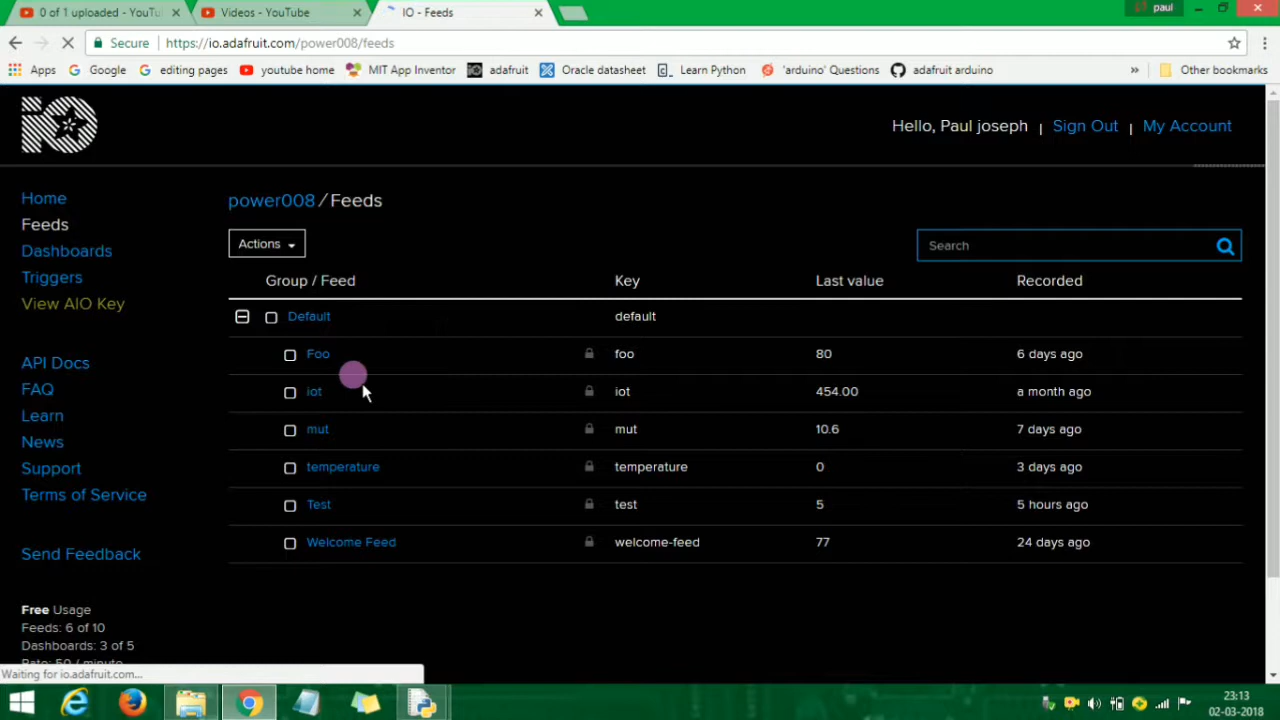 0 of 1 uploaded - YouTu
Videos - YouTube
IO - Feeds
paul
Secure
https://io.adafruit.com/power008/feeds
Apps
Google
editing pages
youtube home
MIT App Inventor
adafruit
Oracle datasheet
Learn Python
'arduino' Questions
adafruit arduino
»
Other bookmarks
Hello, Paul joseph | Sign Out | My Account
Home
Feeds
Dashboards
Triggers
View AIO Key
API Docs
FAQ
Learn
News
Support
Terms of Service
Send Feedback
Free Usage
Feeds: 6 of 10
Dashboards: 3 of 5
Rate: 50 / minute
power008 / Feeds
Actions
Search
Group / Feed Key Last value Recorded
Default default
Foo foo 80 6 days ago
iot iot 454.00 a month ago
mut mut 10.6 7 days ago
temperature temperature 0 3 days ago
Test test 5 5 hours ago
Welcome Feed welcome-feed 77 24 days ago
Waiting for io.adafruit.com...
23:13
02-03-2018